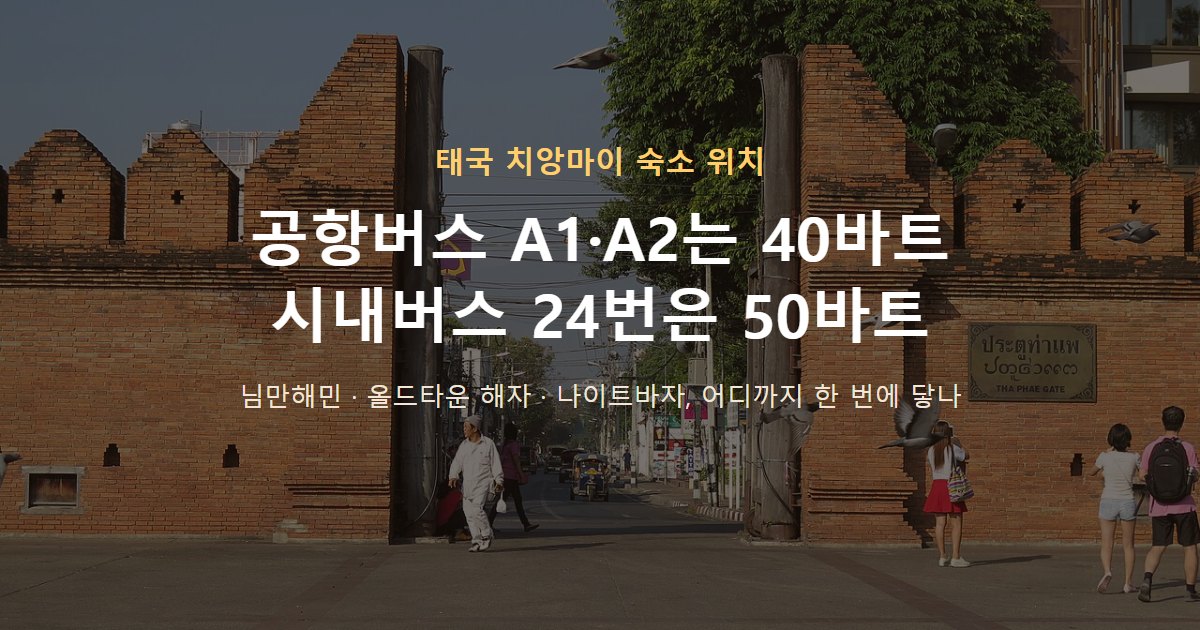 태국 치앙마이 숙소 위치
공항버스 A1·A2는 40바트
시내버스 24번은 50바트
님만해민 · 올드타운 해자 · 나이트바자, 어디까지 한 번에 닿나
ประตูท่าแพ
THA PHAE GATE